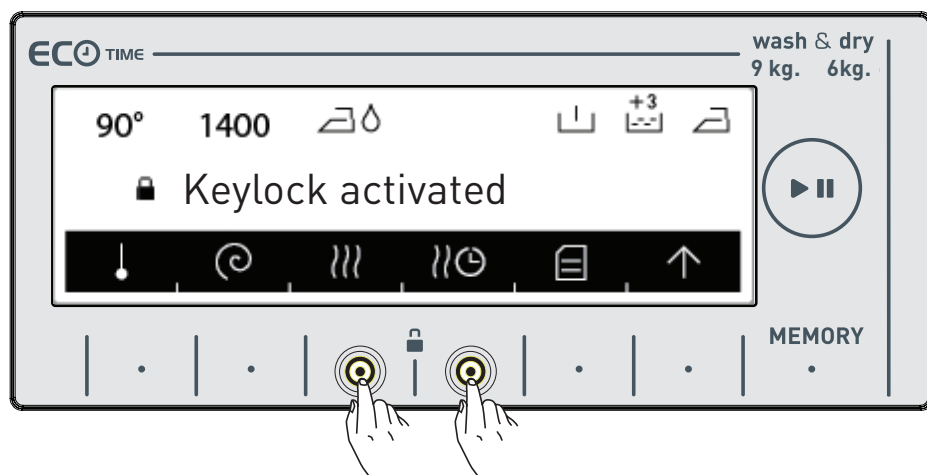 ECO TIME
wash & dry
9 kg. 6kg.
90° 1400
+3
Keylock activated
MEMORY